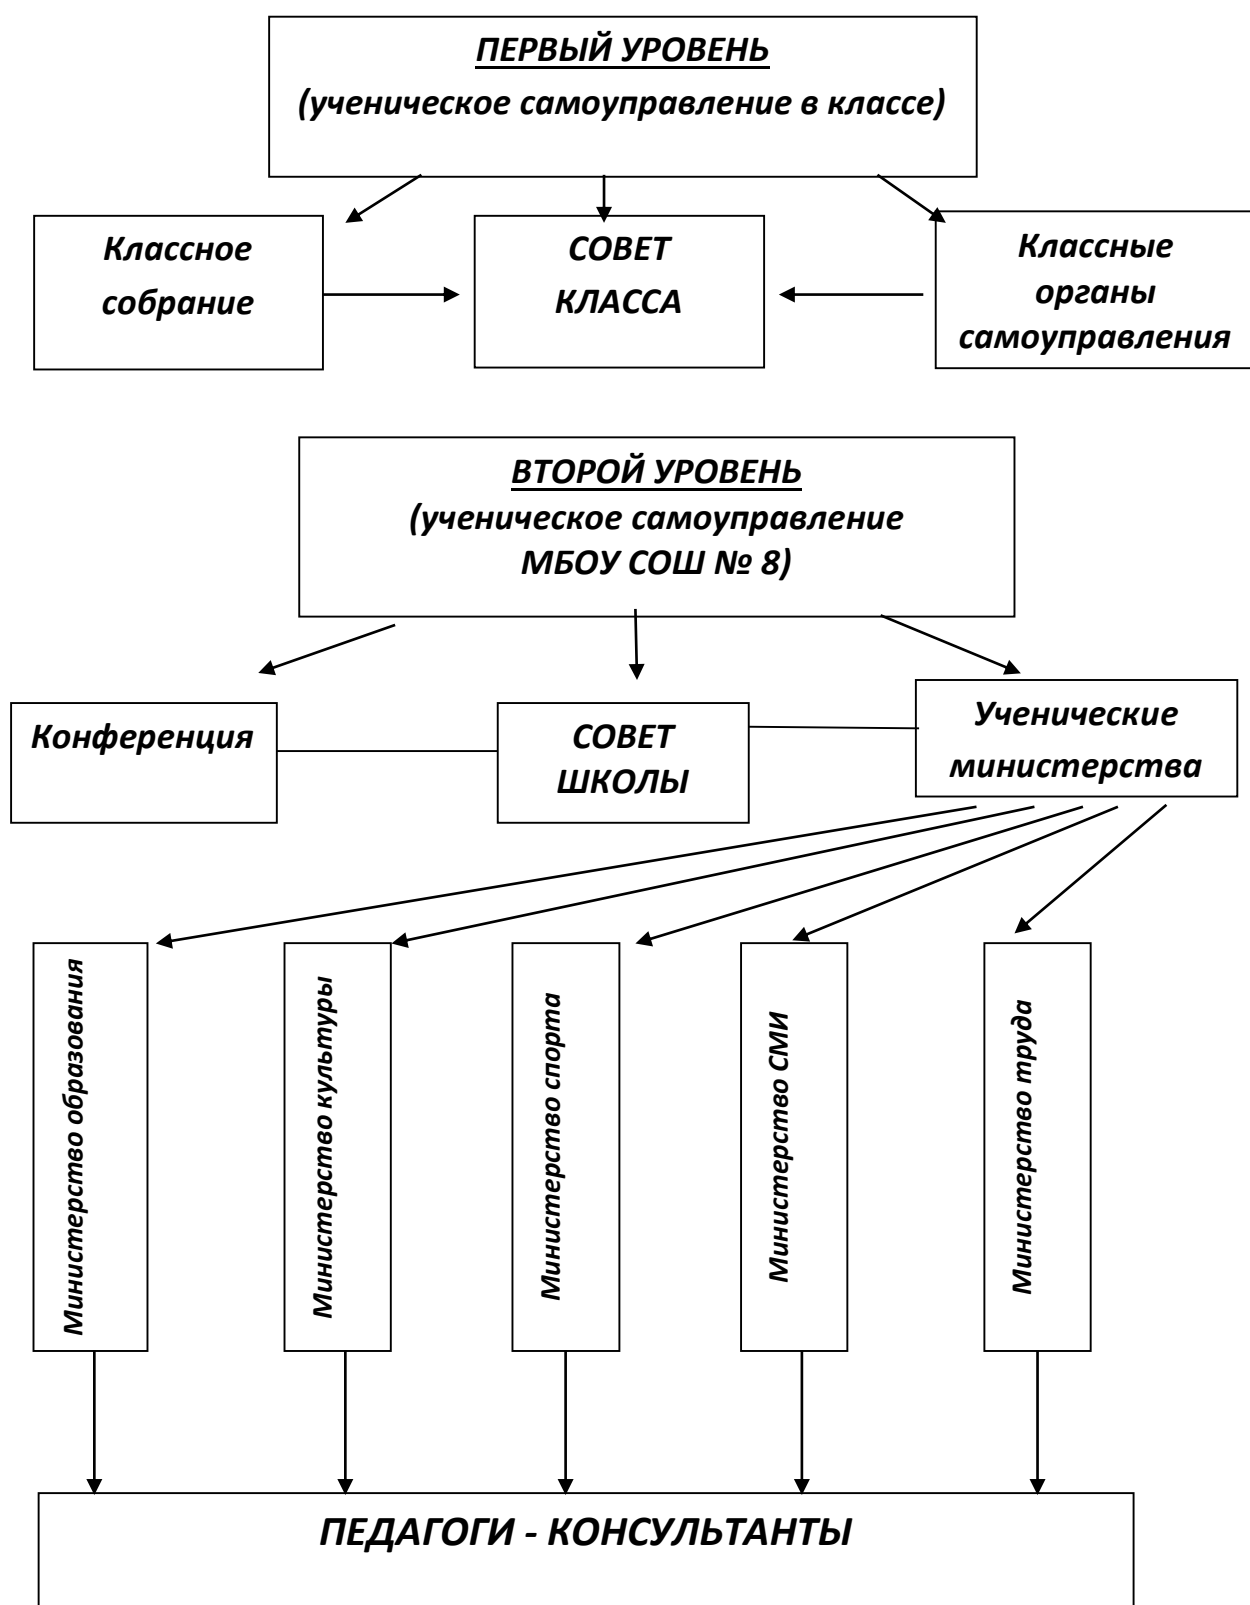 ПЕРВЫЙ УРОВЕНЬ
(ученическое самоуправление в классе)
Классное
собрание
СОВЕТ
КЛАССА
Классные
органы
самоуправления
ВТОРОЙ УРОВЕНЬ
(ученическое самоуправление
МБОУ СОШ № 8)
Конференция
СОВЕТ
ШКОЛЫ
Ученические
министерства
Министерство образования
Министерство культуры
Министерство спорта
Министерство СМИ
Министерство труда
ПЕДАГОГИ - КОНСУЛЬТАНТЫ